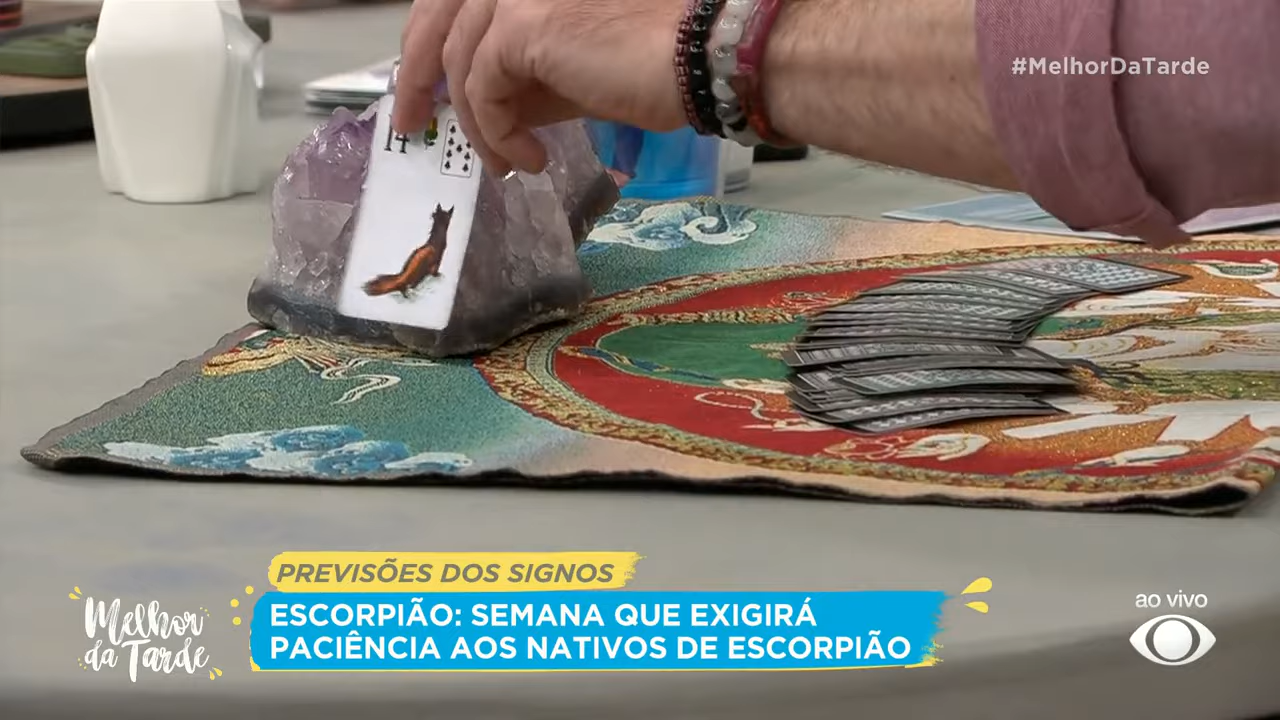 #MelhorDaTarde
14
PREVISÕES DOS SIGNOS
ESCORPIÃO: SEMANA QUE EXIGIRÁ
PACIÊNCIA AOS NATIVOS DE ESCORPIÃO
Melhor
da Tarde
ao vivo